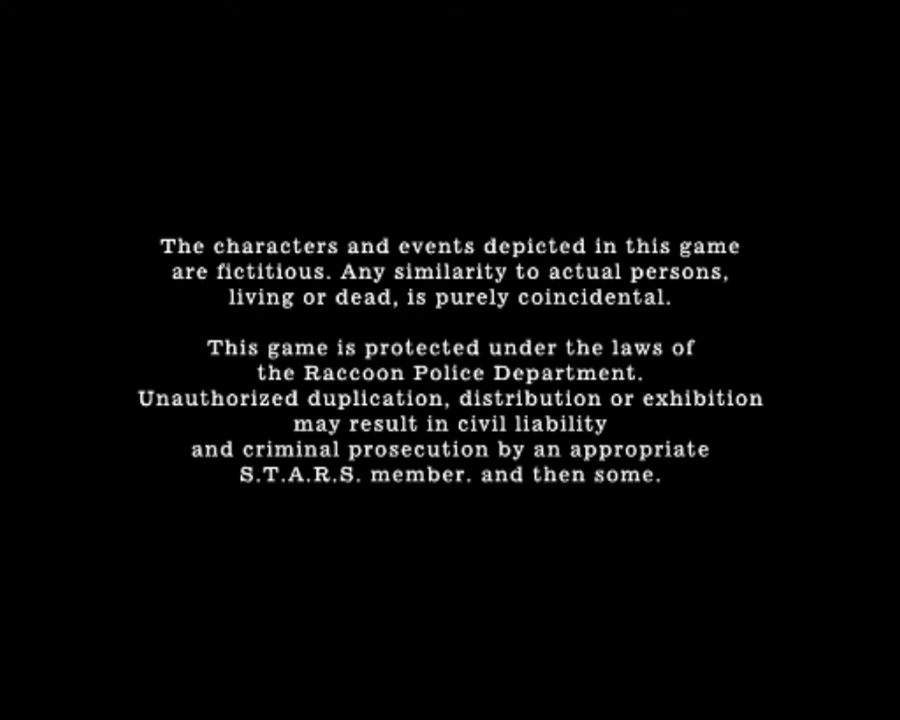 The characters and events depicted in this game
are fictitious. Any similarity to actual persons,
living or dead, is purely coincidental.
This game is protected under the laws of
the Raccoon Police Department.
Unauthorized duplication, distribution or exhibition
may result in civil liability
and criminal prosecution by an appropriate
S.T.A.R.S. member. and then some.